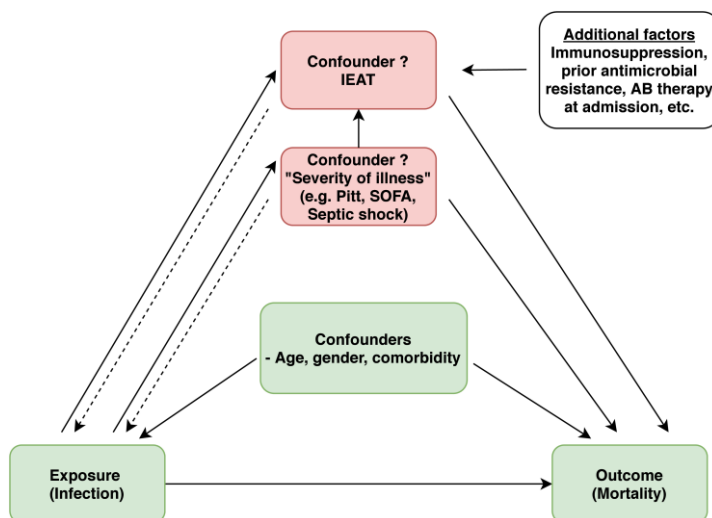 Additional factors
Immunosuppression,
prior antimicrobial
resistance, AB therapy
at admission, etc.
Confounder ?
IEAT
Confounder ?
"Severity of illness"
(e.g. Pitt, SOFA,
Septic shock)
Confounders
- Age, gender, comorbidity
Exposure
(Infection)
Outcome
(Mortality)